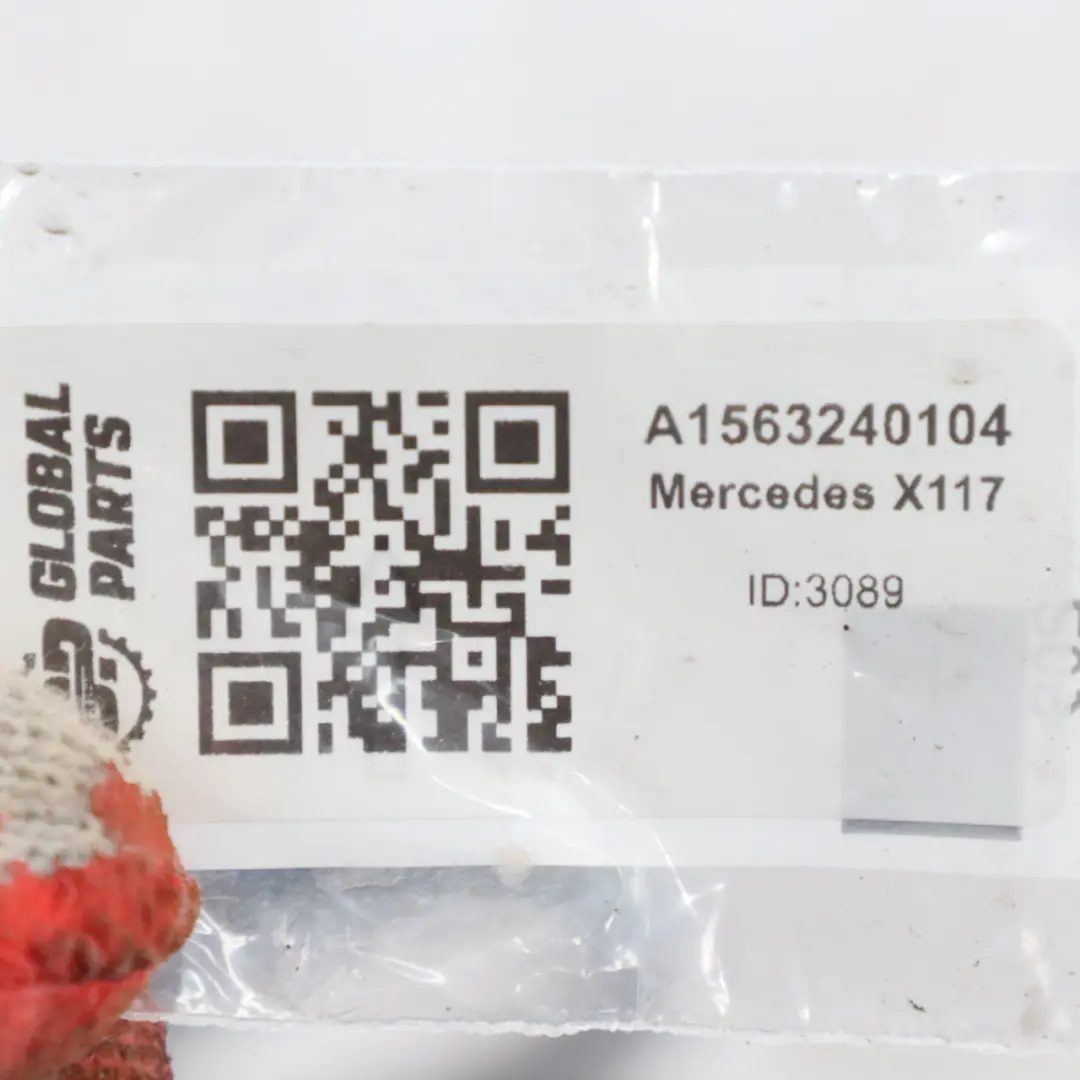 GLOBAL
PARTS
A1563240104
Mercedes X117
ID:3089